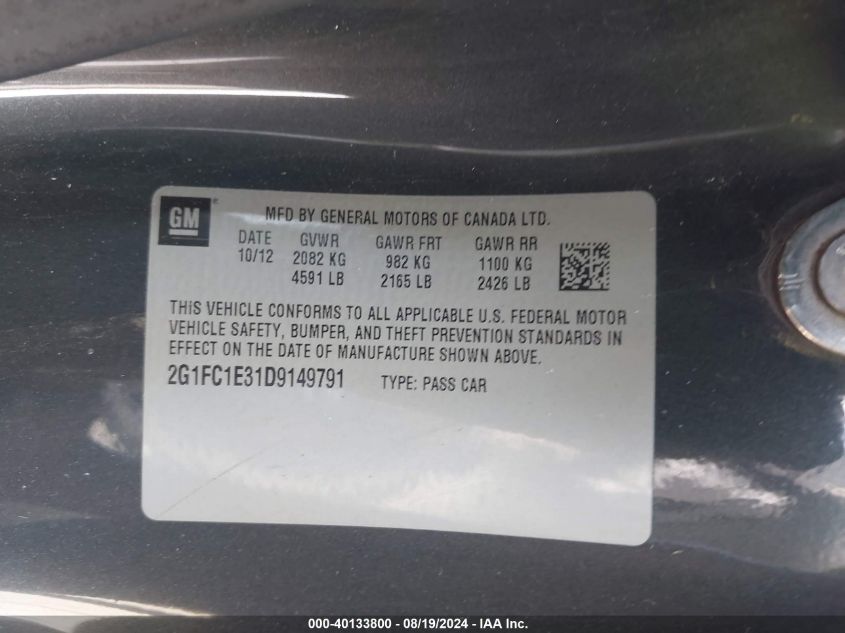 GM
MFD BY GENERAL MOTORS OF CANADA LTD.
DATE GVWR GAWR FRT GAWR RR
10/12 2082 KG 982 KG 1100 KG
4591 LB 2165 LB 2426 LB
THIS VEHICLE CONFORMS TO ALL APPLICABLE U.S. FEDERAL MOTOR
VEHICLE SAFETY, BUMPER, AND THEFT PREVENTION STANDARDS IN
EFFECT ON THE DATE OF MANUFACTURE SHOWN ABOVE.
2G1FC1E31D9149791 TYPE: PASS CAR
000-40133800 - 08/19/2024 - IAA Inc.